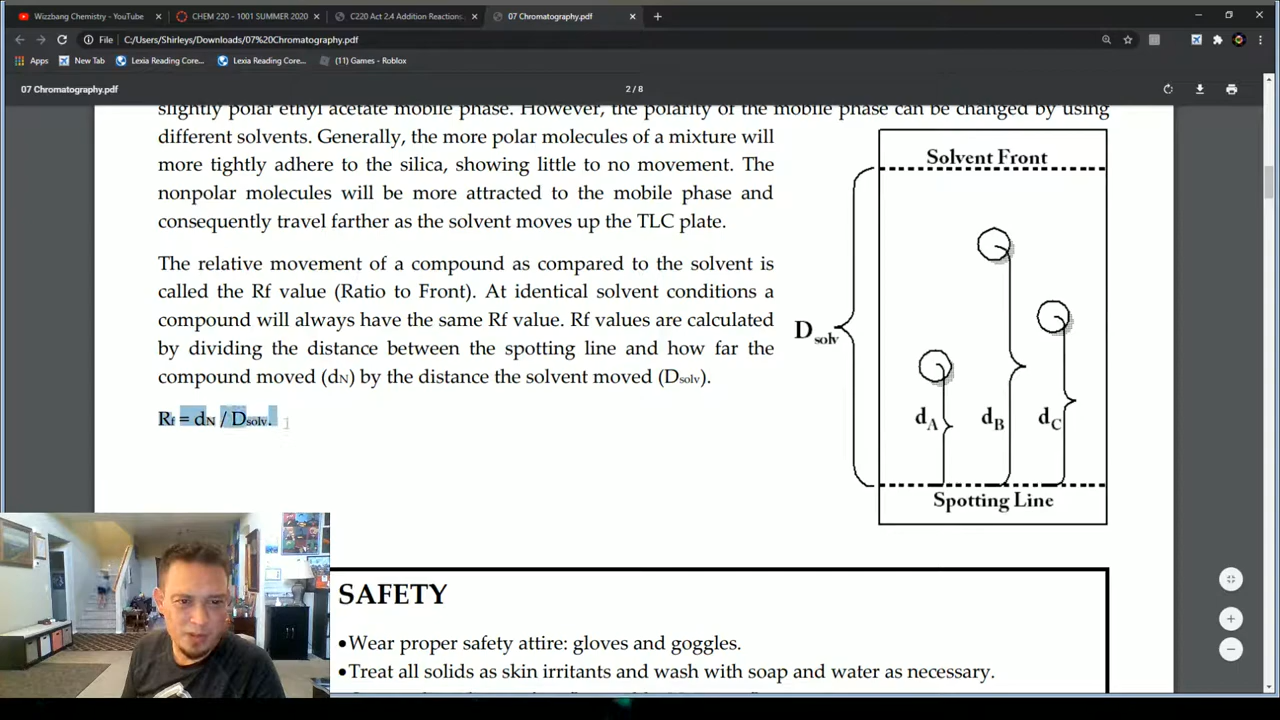 Wizzbang Chemistry - YouTube
CHEM 220 - 1001 SUMMER 2020
C220 Act 2.4 Addition Reactions.
07 Chromatography.pdf
File C:/Users/Shirleys/Downloads/07%20Chromatography.pdf
Apps New Tab Lexia Reading Core... Lexia Reading Core... (11) Games - Roblox
07 Chromatography.pdf 2 / 8
slightly polar ethyl acetate mobile phase. However, the polarity of the mobile phase can be changed by using
different solvents. Generally, the more polar molecules of a mixture will
more tightly adhere to the silica, showing little to no movement. The
nonpolar molecules will be more attracted to the mobile phase and
consequently travel farther as the solvent moves up the TLC plate.
The relative movement of a compound as compared to the solvent is
called the Rf value (Ratio to Front). At identical solvent conditions a
compound will always have the same Rf value. Rf values are calculated
by dividing the distance between the spotting line and how far the
compound moved (dN) by the distance the solvent moved (Dsolv).
Rf = dN / Dsolv.
Solvent Front
Dsolv
dA dB dC
Spotting Line
SAFETY
•Wear proper safety attire: gloves and goggles.
•Treat all solids as skin irritants and wash with soap and water as necessary.